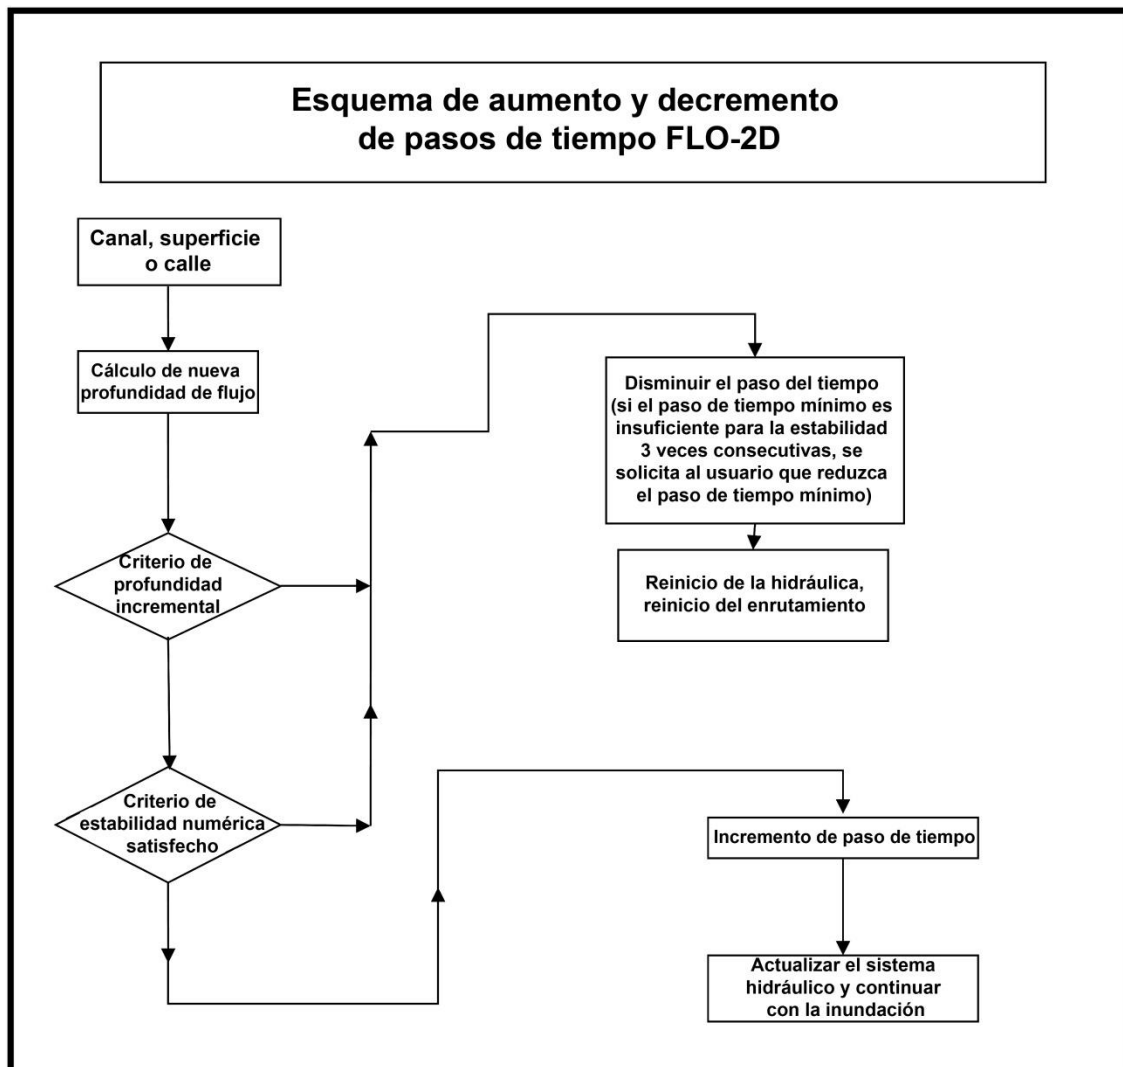 Esquema de aumento y decremento
de pasos de tiempo FLO-2D
Canal, superficie
o calle
Cálculo de nueva
profundidad de flujo
Disminuir el paso del tiempo
(si el paso de tiempo mínimo es
insuficiente para la estabilidad
3 veces consecutivas, se
solicita al usuario que reduzca
el paso de tiempo mínimo)
Criterio de
profundidad
incremental
Reinicio de la hidráulica,
reinicio del enrutamiento
Criterio de
estabilidad numérica
satisfecho
Incremento de paso de tiempo
Actualizar el sistema
hidráulico y continuar
con la inundación